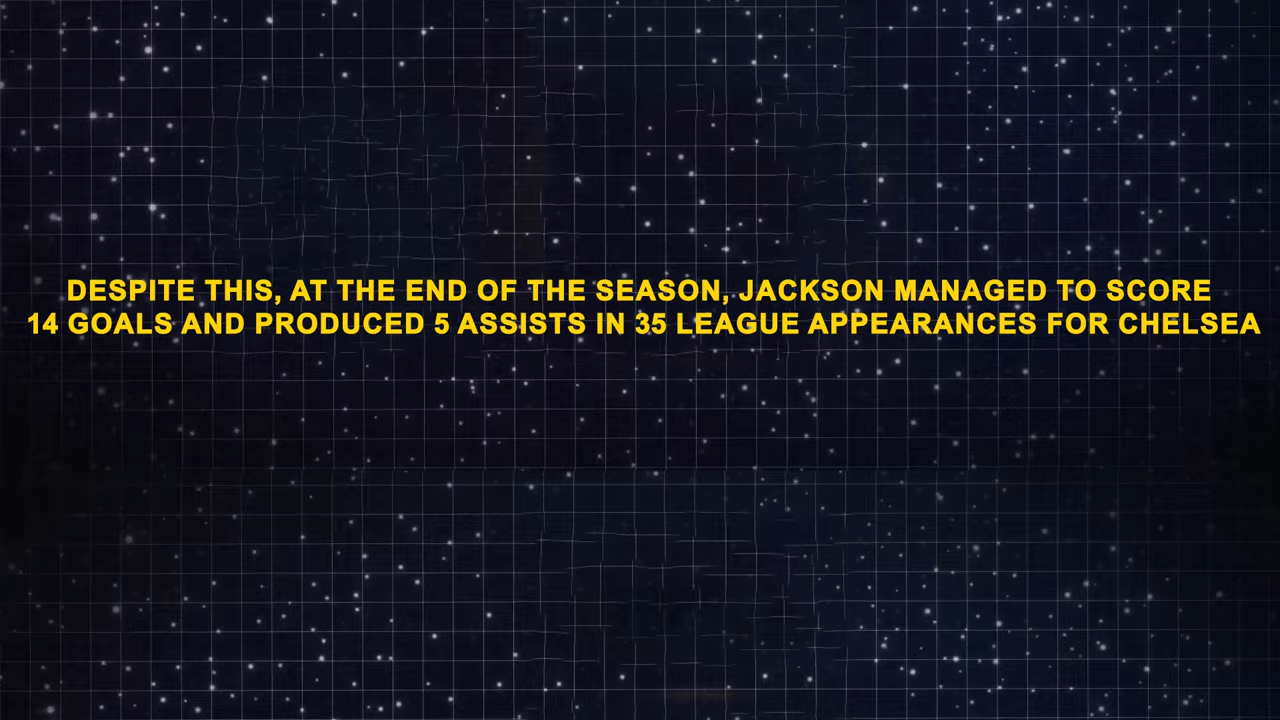 DESPITE THIS, AT THE END OF THE SEASON, JACKSON MANAGED TO SCORE
14 GOALS AND PRODUCED 5 ASSISTS IN 35 LEAGUE APPEARANCES FOR CHELSEA